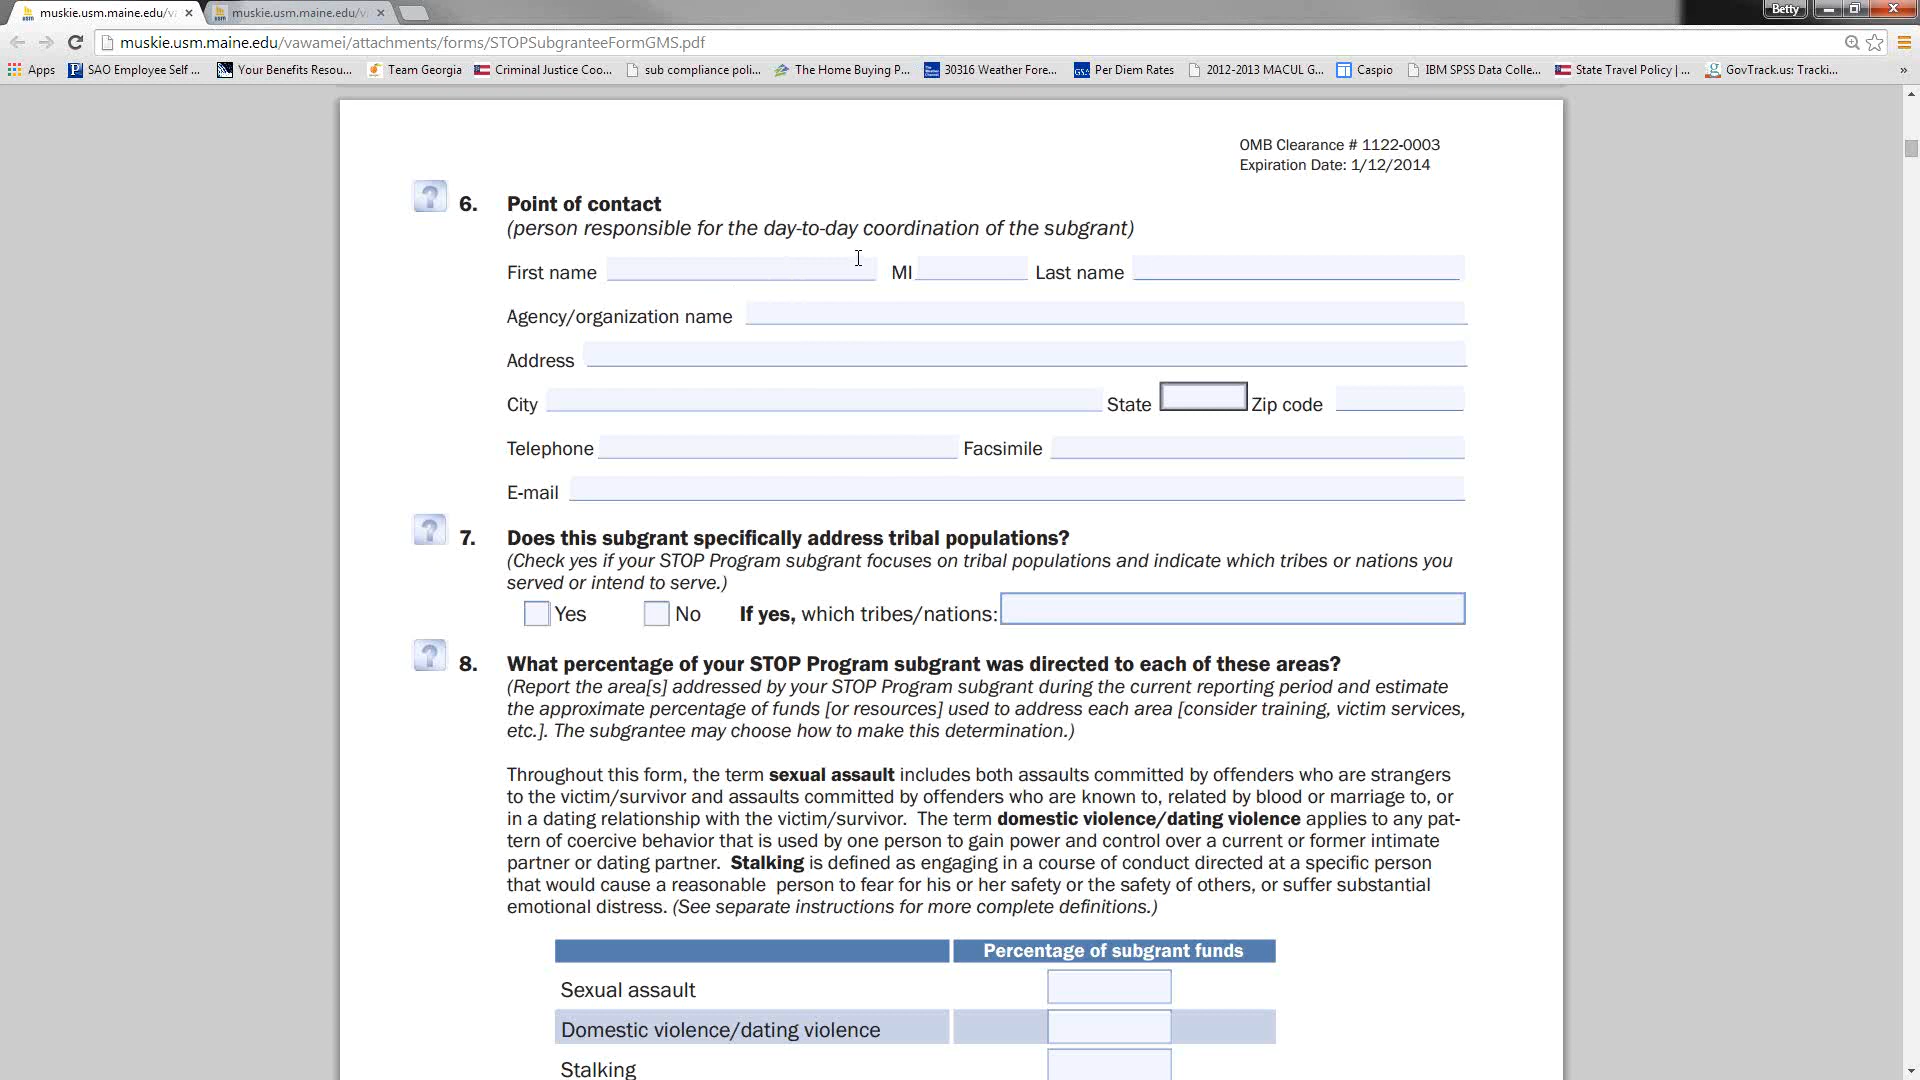 muskie.usm.maine.edu/v
muskie.usm.maine.edu/v
Betty
muskie.usm.maine.edu/vawamei/attachments/forms/STOPSubgranteeFormGMS.pdf
Apps
SAO Employee Self ...
Your Benefits Resou...
Team Georgia
Criminal Justice Coo...
sub compliance poli...
The Home Buying P...
30316 Weather Fore...
Per Diem Rates
2012-2013 MACUL G...
Caspio
IBM SPSS Data Colle...
State Travel Policy | ...
GovTrack.us: Tracki...
»
OMB Clearance # 1122-0003
Expiration Date: 1/12/2014
? 6. Point of contact
(person responsible for the day-to-day coordination of the subgrant)
First name MI Last name
Agency/organization name
Address
City State Zip code
Telephone Facsimile
E-mail
? 7. Does this subgrant specifically address tribal populations?
(Check yes if your STOP Program subgrant focuses on tribal populations and indicate which tribes or nations you
served or intend to serve.)
Yes No If yes, which tribes/nations:
? 8. What percentage of your STOP Program subgrant was directed to each of these areas?
(Report the area[s] addressed by your STOP Program subgrant during the current reporting period and estimate
the approximate percentage of funds [or resources] used to address each area [consider training, victim services,
etc.]. The subgrantee may choose how to make this determination.)
Throughout this form, the term sexual assault includes both assaults committed by offenders who are strangers
to the victim/survivor and assaults committed by offenders who are known to, related by blood or marriage to, or
in a dating relationship with the victim/survivor. The term domestic violence/dating violence applies to any pat-
tern of coercive behavior that is used by one person to gain power and control over a current or former intimate
partner or dating partner. Stalking is defined as engaging in a course of conduct directed at a specific person
that would cause a reasonable person to fear for his or her safety or the safety of others, or suffer substantial
emotional distress. (See separate instructions for more complete definitions.)
Percentage of subgrant funds
Sexual assault
Domestic violence/dating violence
Stalking